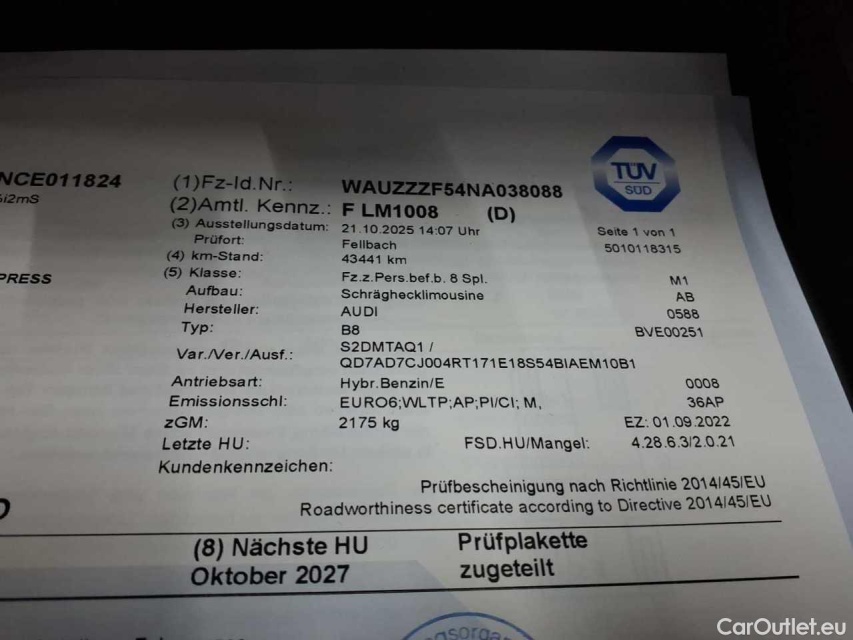 NCE011824
(1)Fz-Id.Nr.: WAUZZZF54NA038088
(2)Amtl. Kennz.: F LM1008 (D)
(3) Ausstellungsdatum: 21.10.2025 14:07 Uhr
Prüfort: Fellbach
(4) km-Stand: 43441 km
TÜV
SÜD
Seite 1 von 1
5010118315
PRESS
(5) Klasse: Fz.z.Pers.bef.b. 8 Spl. M1
Aufbau: Schräghecklimousine AB
Hersteller: AUDI 0588
Typ: B8 BVE00251
Var./Ver./Ausf.: S2DMTAQ1 /
QD7AD7CJ004RT171E18S54BIAEM10B1
Antriebsart: Hybr.Benzin/E 0008
Emissionsschl: EURO6;WLTP;AP;PI/CI; M, 36AP
zGM: 2175 kg EZ: 01.09.2022
Letzte HU: FSD.HU/Mangel: 4.28.6.3/2.0.21
Kundenkennzeichen:
Prüfbescheinigung nach Richtlinie 2014/45/EU
Roadworthiness certificate according to Directive 2014/45/EU
(8) Nächste HU Prüfplakette
Oktober 2027 zugeteilt
CarOutlet.eu